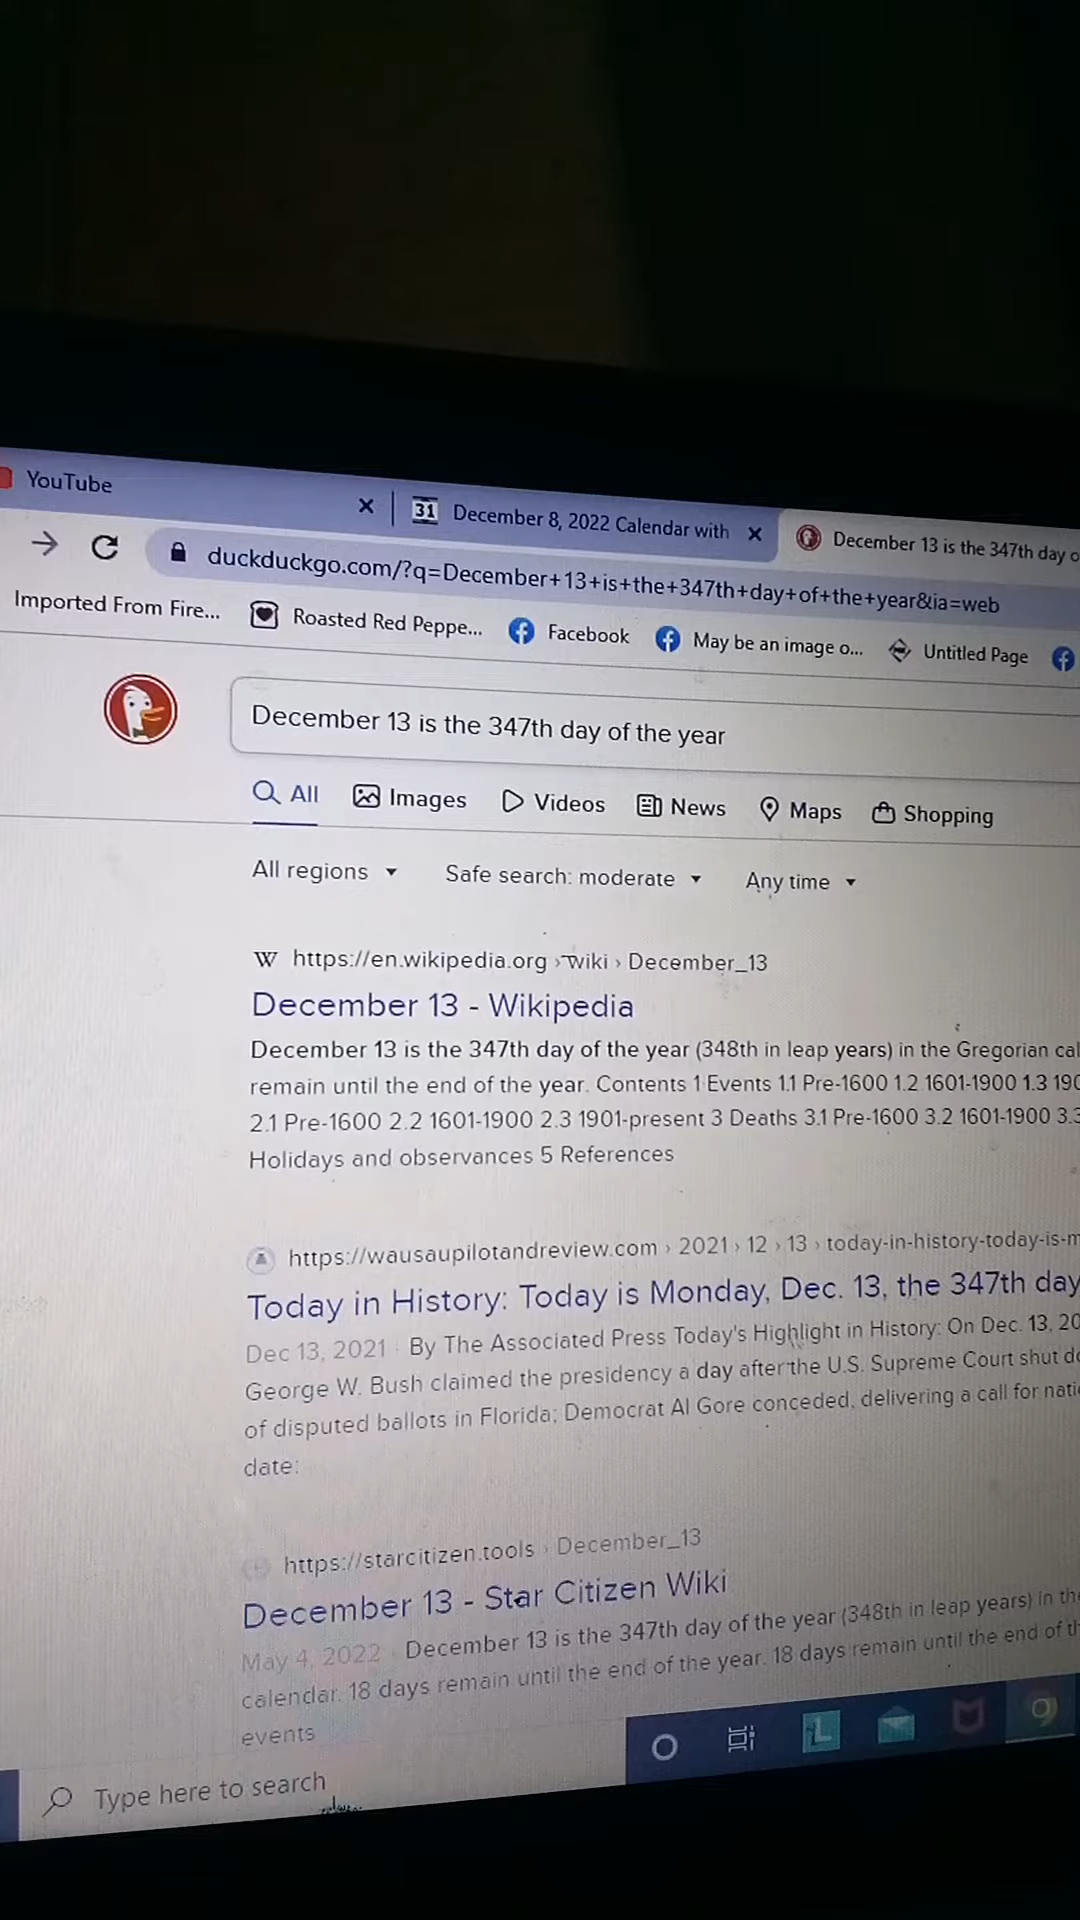 YouTube
31 December 8, 2022 Calendar with
December 13 is the 347th day o
duckduckgo.com/?q=December+13+is+the+347th+day+of+the+year&ia=web
Imported From Fire... Roasted Red Peppe... Facebook May be an image o... Untitled Page
December 13 is the 347th day of the year
All Images Videos News Maps Shopping
All regions Safe search: moderate Any time
W https://en.wikipedia.org › wiki › December_13
December 13 - Wikipedia
December 13 is the 347th day of the year (348th in leap years) in the Gregorian cal
remain until the end of the year. Contents 1 Events 1.1 Pre-1600 1.2 1601-1900 1.3 190
2.1 Pre-1600 2.2 1601-1900 2.3 1901-present 3 Deaths 3.1 Pre-1600 3.2 1601-1900 3.3
Holidays and observances 5 References
https://wausaupilotandreview.com › 2021 › 12 › 13 › today-in-history-today-is-m
Today in History: Today is Monday, Dec. 13, the 347th day
Dec 13, 2021 · By The Associated Press Today's Highlight in History: On Dec. 13, 20
George W. Bush claimed the presidency a day after the U.S. Supreme Court shut do
of disputed ballots in Florida; Democrat Al Gore conceded, delivering a call for nati
date:
https://starcitizen.tools › December_13
December 13 - Star Citizen Wiki
May 4, 2022 · December 13 is the 347th day of the year (348th in leap years) in the
calendar. 18 days remain until the end of the year. 18 days remain until the end of th
events
L
Type here to search